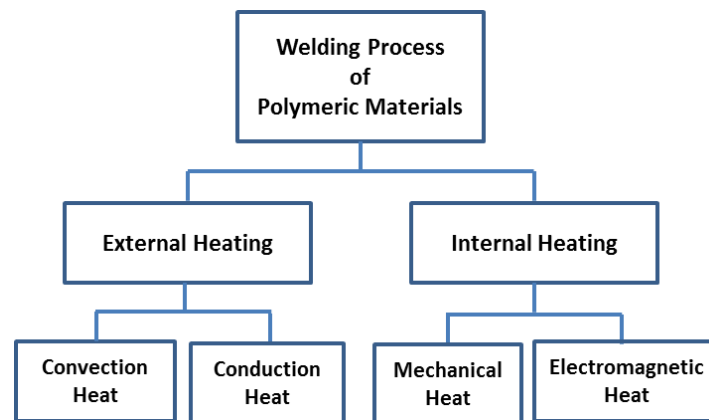 Welding Process
of
Polymeric Materials
External Heating
Internal Heating
Convection
Heat
Conduction
Heat
Mechanical
Heat
Electromagnetic
Heat